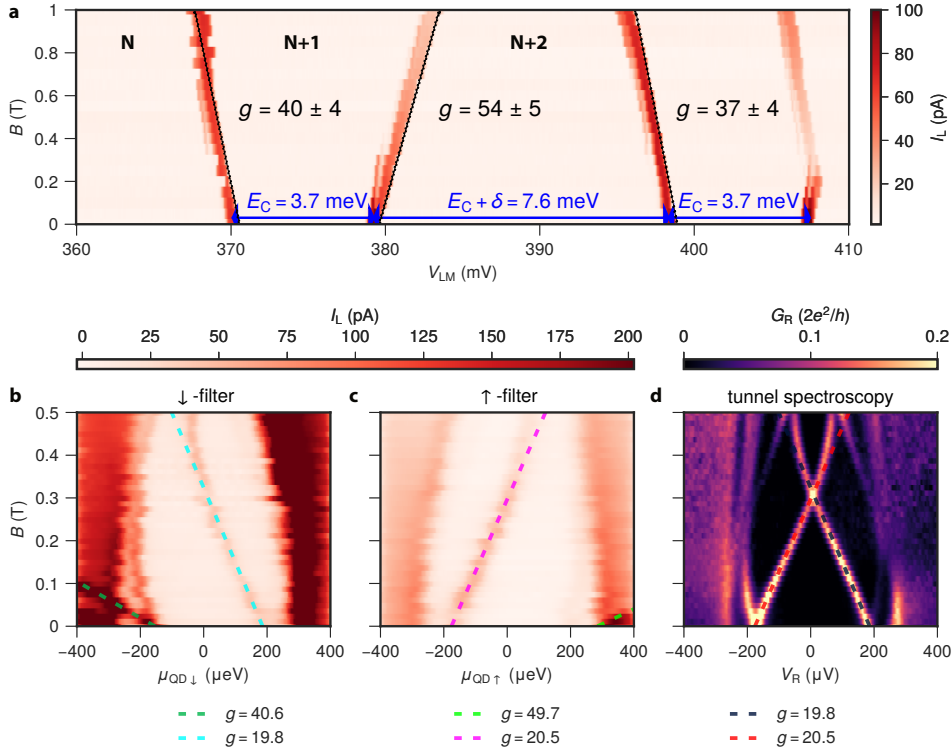 a
1
0.8
0.6
0.4
0.2
0
B (T)
N
N+1
N+2
g = 40 ± 4
g = 54 ± 5
g = 37 ± 4
E_C = 3.7 meV
E_C + δ = 7.6 meV
E_C = 3.7 meV
360 370 380 390 400 410
V_LM (mV)
100
80
60
40
20
I_L (pA)
I_L (pA)
0 25 50 75 100 125 150 175 200
G_R (2e²/h)
0 0.1 0.2
b
↓ -filter
0.5
0.4
0.3
0.2
0.1
0
B (T)
−400 −200 0 200 400
μ_QD↓ (μeV)
g = 40.6
g = 19.8
c
↑ -filter
−400 −200 0 200 400
μ_QD↑ (μeV)
g = 49.7
g = 20.5
d
tunnel spectroscopy
−400 −200 0 200 400
V_R (μV)
g = 19.8
g = 20.5